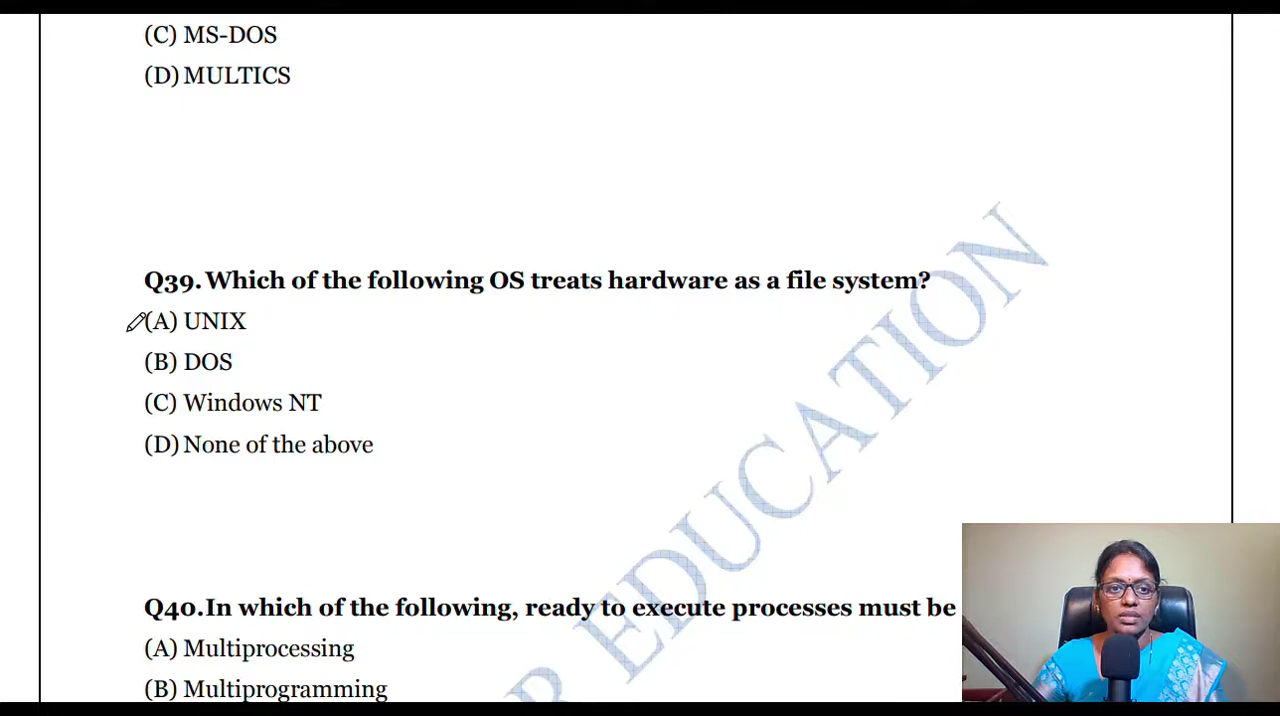 (C) MS-DOS
(D) MULTICS
Q39. Which of the following OS treats hardware as a file system?
(A) UNIX
(B) DOS
(C) Windows NT
(D) None of the above
Q40. In which of the following, ready to execute processes must be
(A) Multiprocessing
(B) Multiprogramming
R EDUCATION